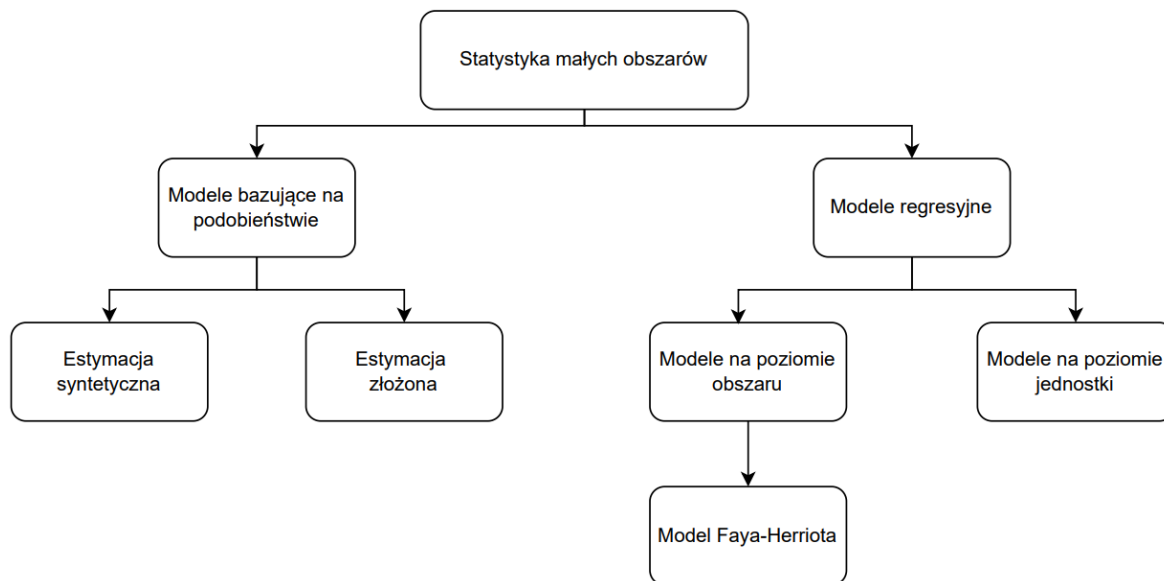 Statystyka małych obszarów
Modele bazujące na
podobieństwie
Modele regresyjne
Estymacja
syntetyczna
Estymacja
złożona
Modele na poziomie
obszaru
Modele na poziomie
jednostki
Model Faya-Herriota